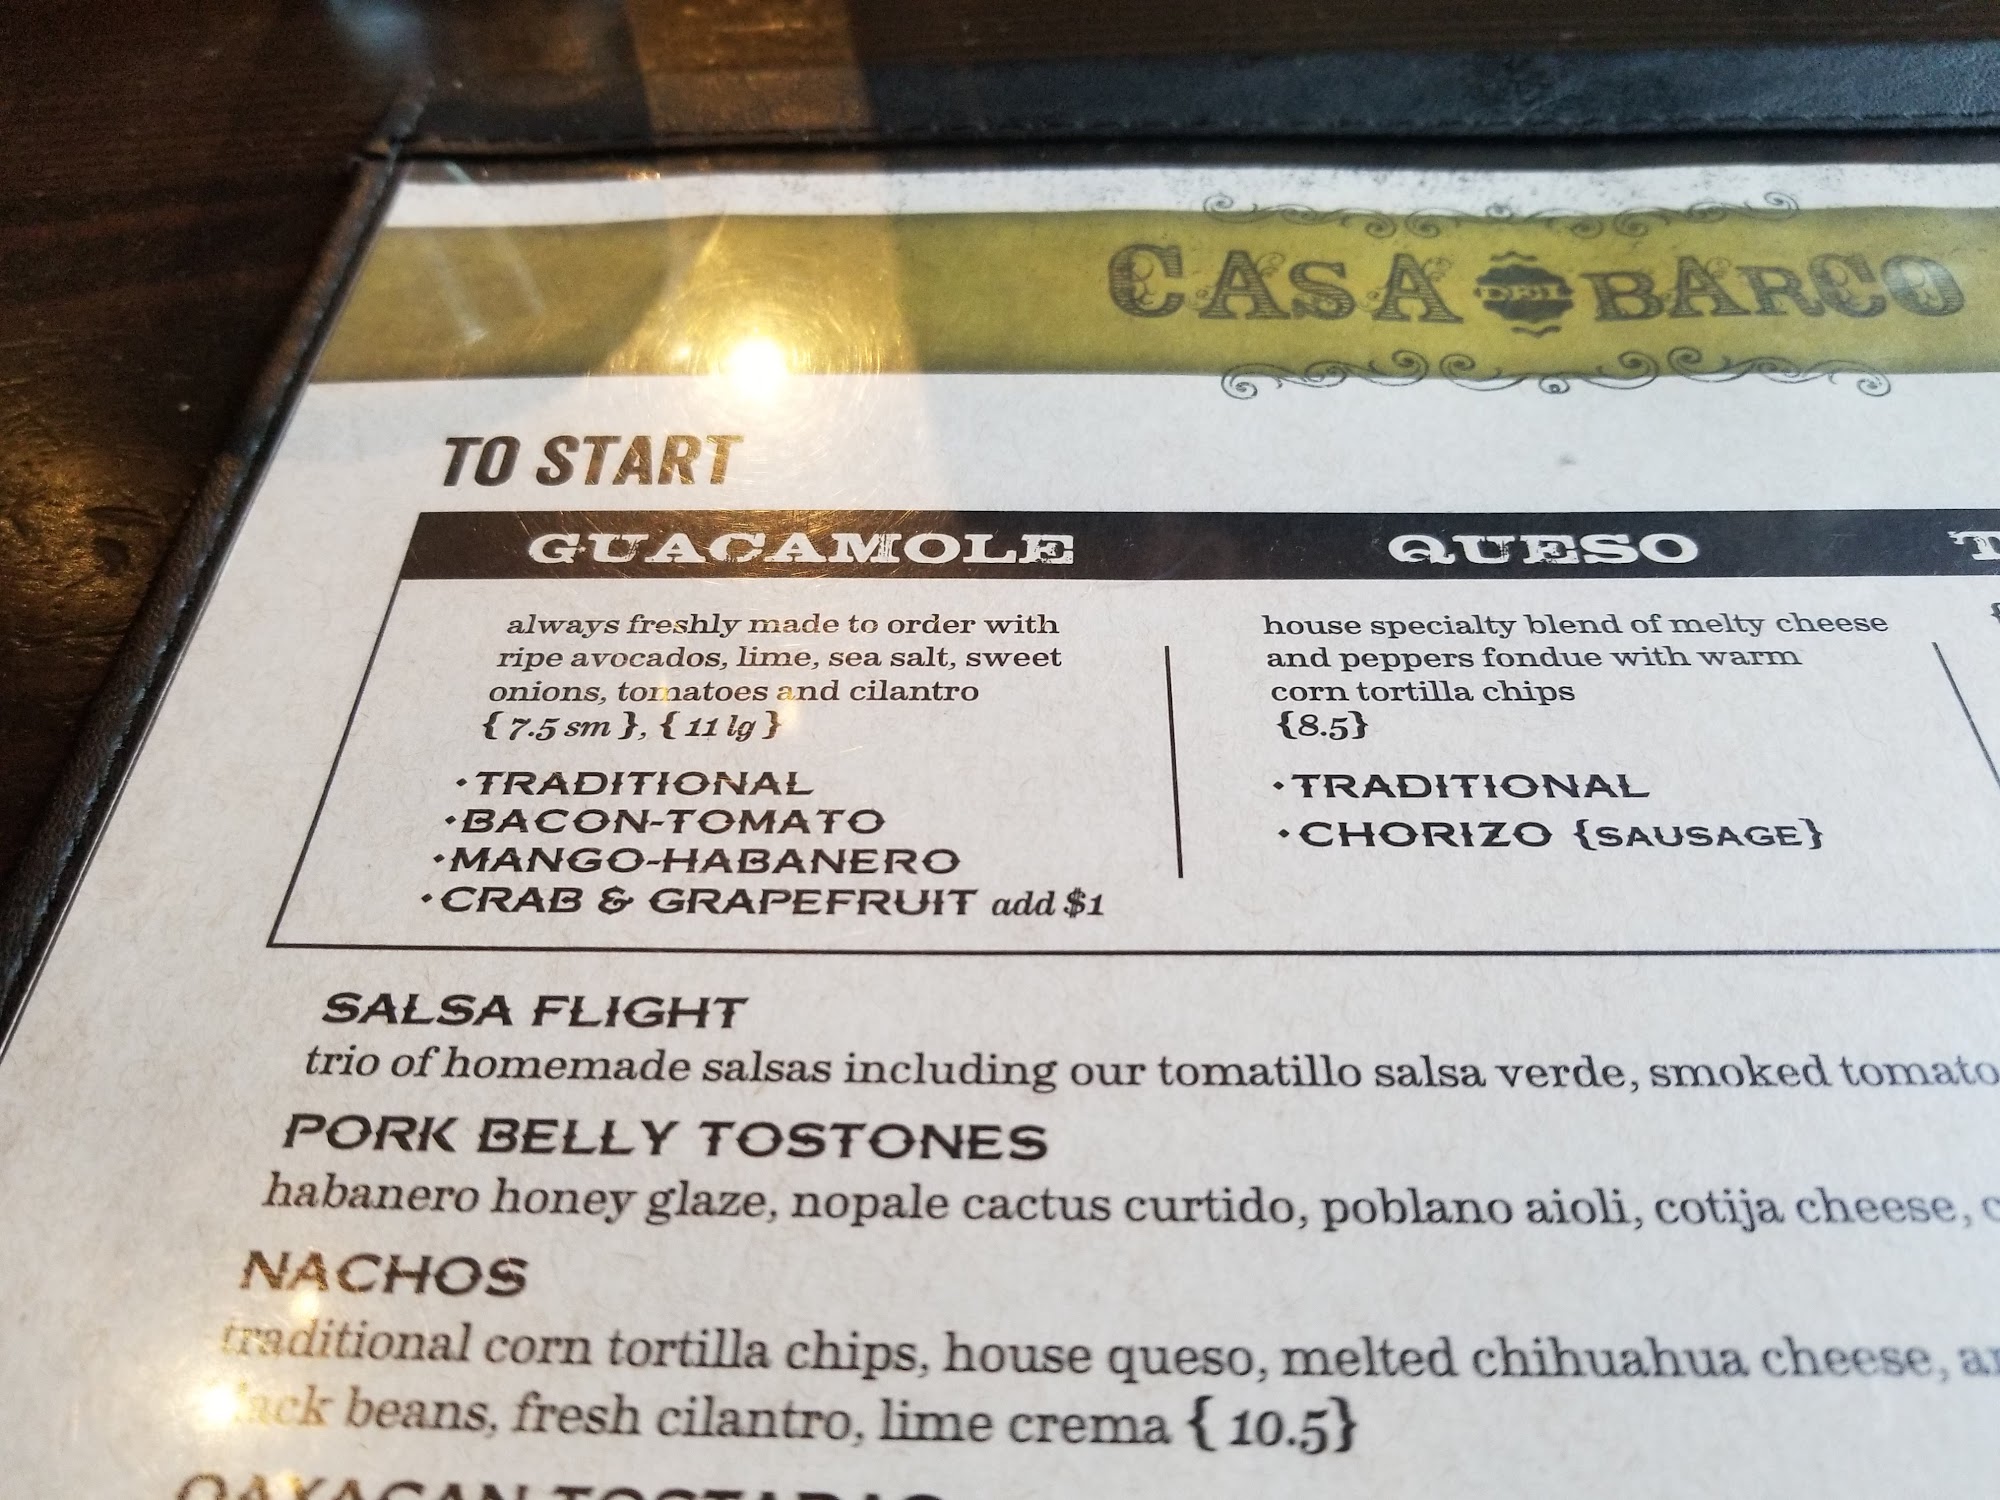 CASA DEL BARCO
TO START
GUACAMOLE
always freshly made to order with
ripe avocados, lime, sea salt, sweet
onions, tomatoes and cilantro
{ 7.5 sm }, { 11 lg }
• TRADITIONAL
• BACON-TOMATO
• MANGO-HABANERO
• CRAB & GRAPEFRUIT add $1
QUESO
house specialty blend of melty cheese
and peppers fondue with warm
corn tortilla chips
{8.5}
• TRADITIONAL
• CHORIZO {SAUSAGE}
SALSA FLIGHT
trio of homemade salsas including our tomatillo salsa verde, smoked tomato
PORK BELLY TOSTONES
habanero honey glaze, nopale cactus curtido, poblano aioli, cotija cheese,
NACHOS
traditional corn tortilla chips, house queso, melted chihuahua cheese,
black beans, fresh cilantro, lime crema { 10.5}
OAXACAN TOSTADAS